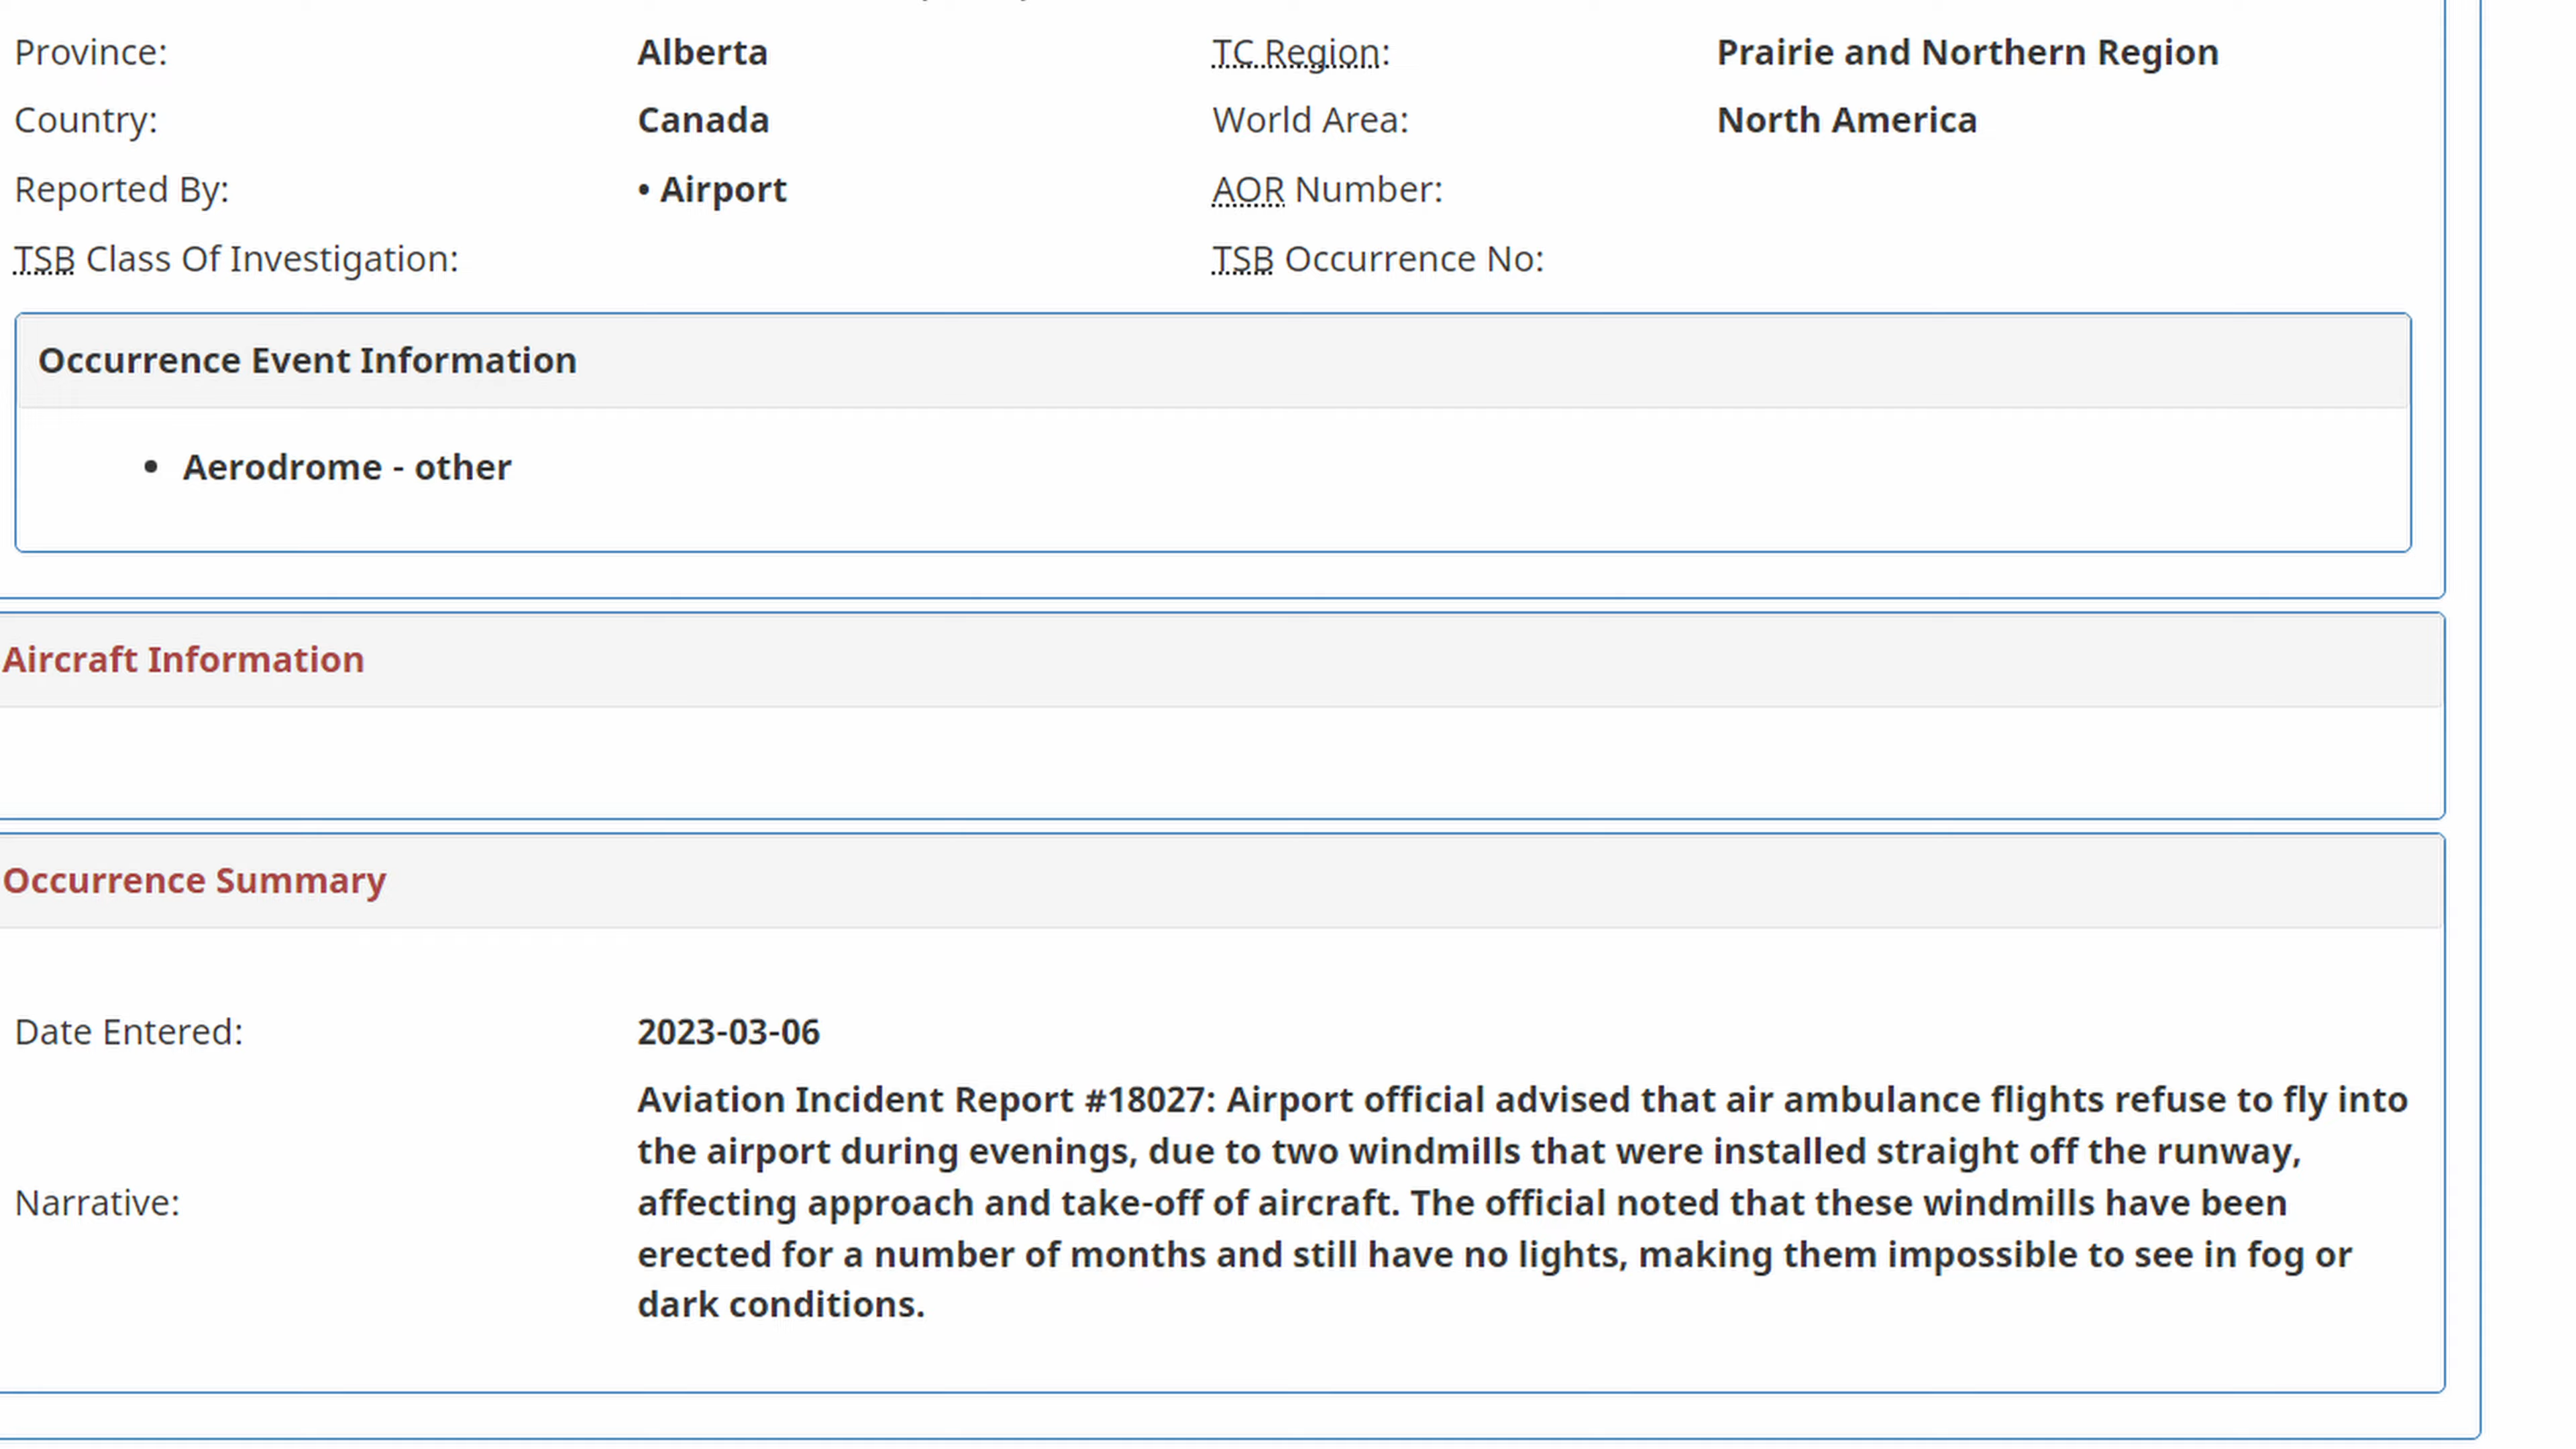 Province: Alberta TC Region: Prairie and Northern Region
Country: Canada World Area: North America
Reported By: • Airport AOR Number:
TSB Class Of Investigation: TSB Occurrence No:
Occurrence Event Information
• Aerodrome - other
Aircraft Information
Occurrence Summary
Date Entered: 2023-03-06
Aviation Incident Report #18027: Airport official advised that air ambulance flights refuse to fly into
the airport during evenings, due to two windmills that were installed straight off the runway,
Narrative: affecting approach and take-off of aircraft. The official noted that these windmills have been
erected for a number of months and still have no lights, making them impossible to see in fog or
dark conditions.